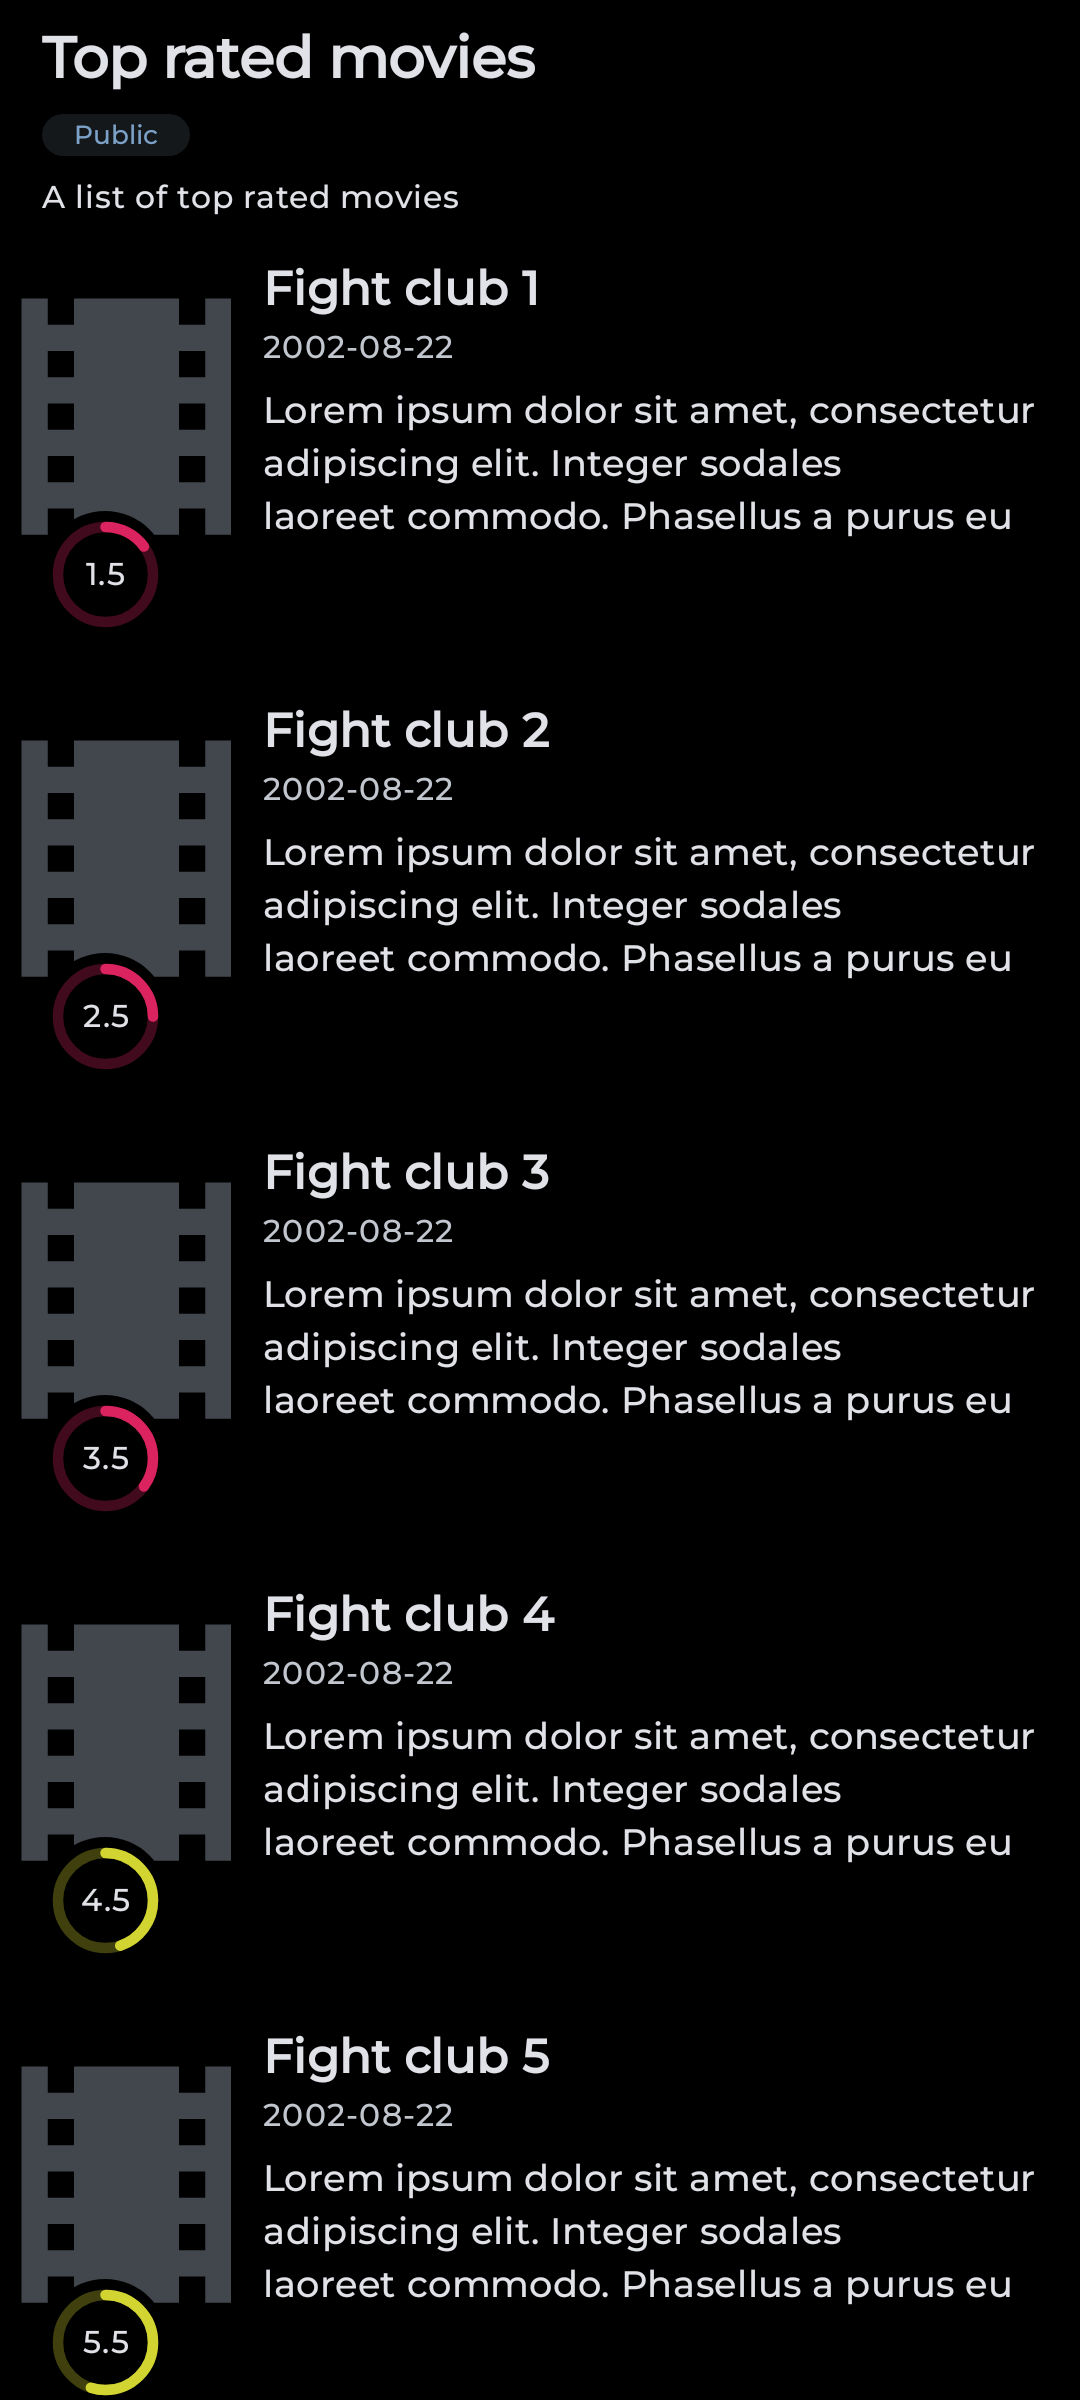 Top rated movies
Public
A list of top rated movies
Fight club 1
2002-08-22
Lorem ipsum dolor sit amet, consectetur
adipiscing elit. Integer sodales
laoreet commodo. Phasellus a purus eu
1.5
Fight club 2
2002-08-22
Lorem ipsum dolor sit amet, consectetur
adipiscing elit. Integer sodales
laoreet commodo. Phasellus a purus eu
2.5
Fight club 3
2002-08-22
Lorem ipsum dolor sit amet, consectetur
adipiscing elit. Integer sodales
laoreet commodo. Phasellus a purus eu
3.5
Fight club 4
2002-08-22
Lorem ipsum dolor sit amet, consectetur
adipiscing elit. Integer sodales
laoreet commodo. Phasellus a purus eu
4.5
Fight club 5
2002-08-22
Lorem ipsum dolor sit amet, consectetur
adipiscing elit. Integer sodales
laoreet commodo. Phasellus a purus eu
5.5